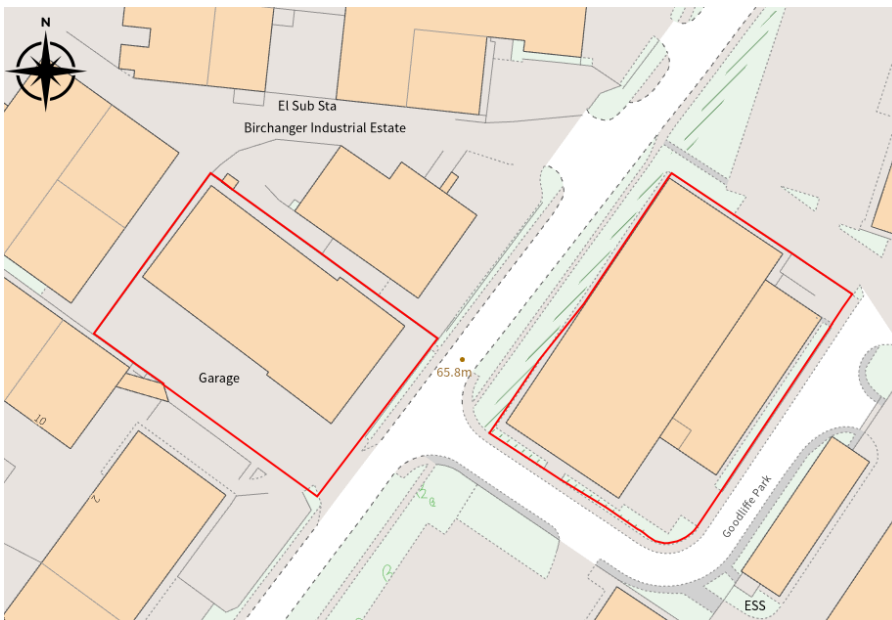 N
El Sub Sta
Birchanger Industrial Estate
65.8m
Garage
10
2
Goodliffe Park
ESS